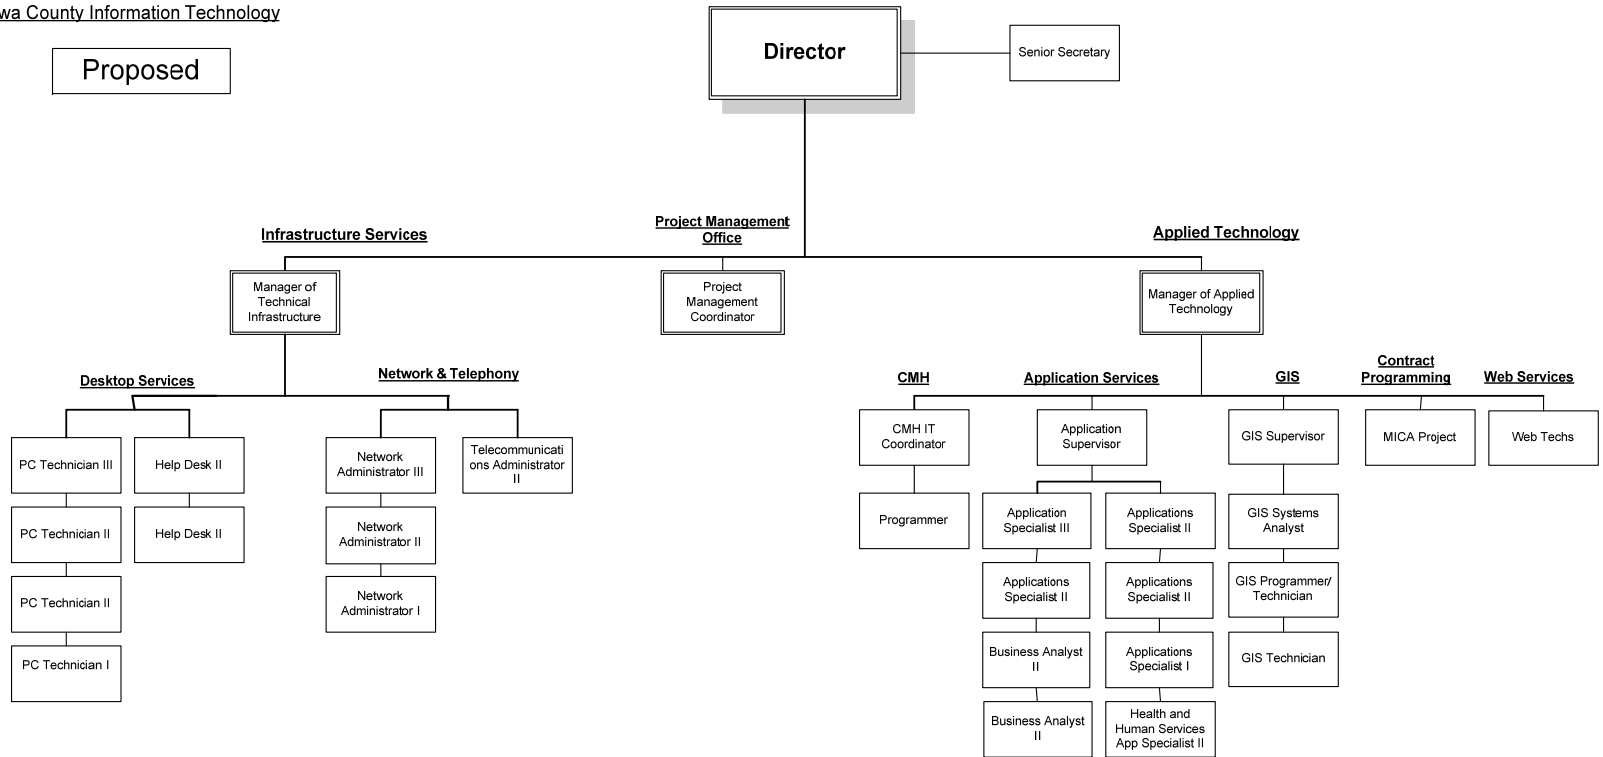 wa County Information Technology
Proposed
Director
Senior Secretary
Infrastructure Services
Project Management
Office
Applied Technology
Manager of
Technical
Infrastructure
Project
Management
Coordinator
Manager of Applied
Technology
Desktop Services
Network & Telephony
CMH
Application Services
GIS
Contract
Programming
Web Services
PC Technician III
Help Desk II
Network
Administrator III
Telecommunicati
ons Administrator
II
CMH IT
Coordinator
Application
Supervisor
GIS Supervisor
MICA Project
Web Techs
PC Technician II
Help Desk II
Network
Administrator II
Programmer
Application
Specialist III
Applications
Specialist II
GIS Systems
Analyst
PC Technician II
Network
Administrator I
Applications
Specialist II
Applications
Specialist II
GIS Programmer/
Technician
PC Technician I
Business Analyst
II
Applications
Specialist I
GIS Technician
Business Analyst
II
Health and
Human Services
App Specialist II